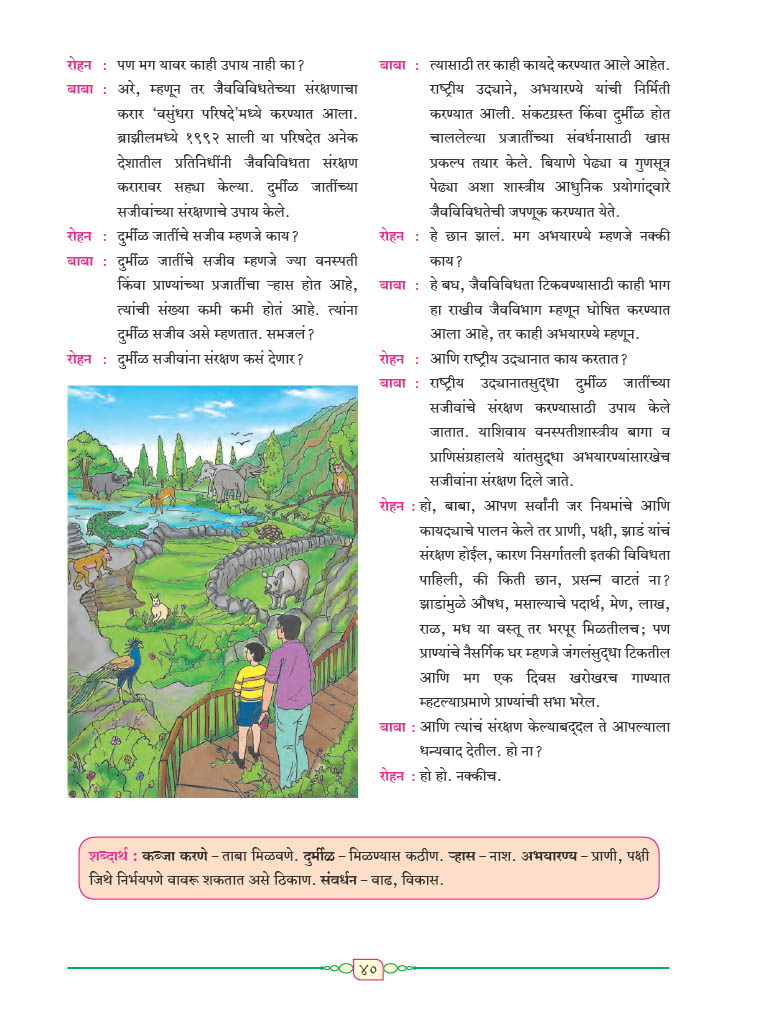 रोहन : पण मग यावर काही उपाय नाही का?
बाबा : अरे, म्हणून तर जैवविविधतेच्या संरक्षणाचा
करार 'वसुंधरा परिषदे'मध्ये करण्यात आला.
ब्राझीलमध्ये १९९२ साली या परिषदेत अनेक
देशातील प्रतिनिधींनी जैवविविधता संरक्षण
करारावर सह्या केल्या. दुर्मीळ जातींच्या
सजीवांच्या संरक्षणाचे उपाय केले.
रोहन : दुर्मीळ जातींचे सजीव म्हणजे काय?
बाबा : दुर्मीळ जातींचे सजीव म्हणजे ज्या वनस्पती
किंवा प्राण्यांच्या प्रजातींचा ऱ्हास होत आहे,
त्यांची संख्या कमी कमी होतं आहे. त्यांना
दुर्मीळ सजीव असे म्हणतात. समजलं?
रोहन : दुर्मीळ सजीवांना संरक्षण कसं देणार?
बाबा : त्यासाठी तर काही कायदे करण्यात आले आहेत.
राष्ट्रीय उद्याने, अभयारण्ये यांची निर्मिती
करण्यात आली. संकटग्रस्त किंवा दुर्मीळ होत
चाललेल्या प्रजातींच्या संवर्धनासाठी खास
प्रकल्प तयार केले. बियाणे पेढ्या व गुणसूत्र
पेढ्या अशा शास्त्रीय आधुनिक प्रयोगांद्वारे
जैवविविधतेची जपणूक करण्यात येते.
रोहन : हे छान झालं. मग अभयारण्ये म्हणजे नक्की
काय?
बाबा : हे बघ, जैवविविधता टिकवण्यासाठी काही भाग
हा राखीव जैवविभाग म्हणून घोषित करण्यात
आला आहे, तर काही अभयारण्ये म्हणून.
रोहन : आणि राष्ट्रीय उद्यानात काय करतात?
बाबा : राष्ट्रीय उद्यानातसुद्धा दुर्मीळ जातींच्या
सजीवांचे संरक्षण करण्यासाठी उपाय केले
जातात. याशिवाय वनस्पतीशास्त्रीय बागा व
प्राणिसंग्रहालये यांतसुद्धा अभयारण्यांसारखेच
सजीवांना संरक्षण दिले जाते.
रोहन : हो, बाबा, आपण सर्वांनी जर नियमांचे आणि
कायद्याचे पालन केले तर प्राणी, पक्षी, झाडं यांचं
संरक्षण होईल, कारण निसर्गातली इतकी विविधता
पाहिली, की किती छान, प्रसन्न वाटतं ना?
झाडांमुळे औषध, मसाल्याचे पदार्थ, मेण, लाख,
राळ, मध या वस्तू तर भरपूर मिळतीलच; पण
प्राण्यांचे नैसर्गिक घर म्हणजे जंगलंसुद्धा टिकतील
आणि मग एक दिवस खरोखरच गाण्यात
म्हटल्याप्रमाणे प्राण्यांची सभा भरेल.
बाबा : आणि त्यांचं संरक्षण केल्याबद्दल ते आपल्याला
धन्यवाद देतील. हो ना?
रोहन : हो हो. नक्कीच.
शब्दार्थ : कब्जा करणे – ताबा मिळवणे. दुर्मीळ – मिळण्यास कठीण. ऱ्हास – नाश. अभयारण्य – प्राणी, पक्षी
जिथे निर्भयपणे वावरू शकतात असे ठिकाण. संवर्धन – वाढ, विकास.
४०